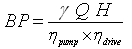 BP = γ Q H / η_pump × η_drive